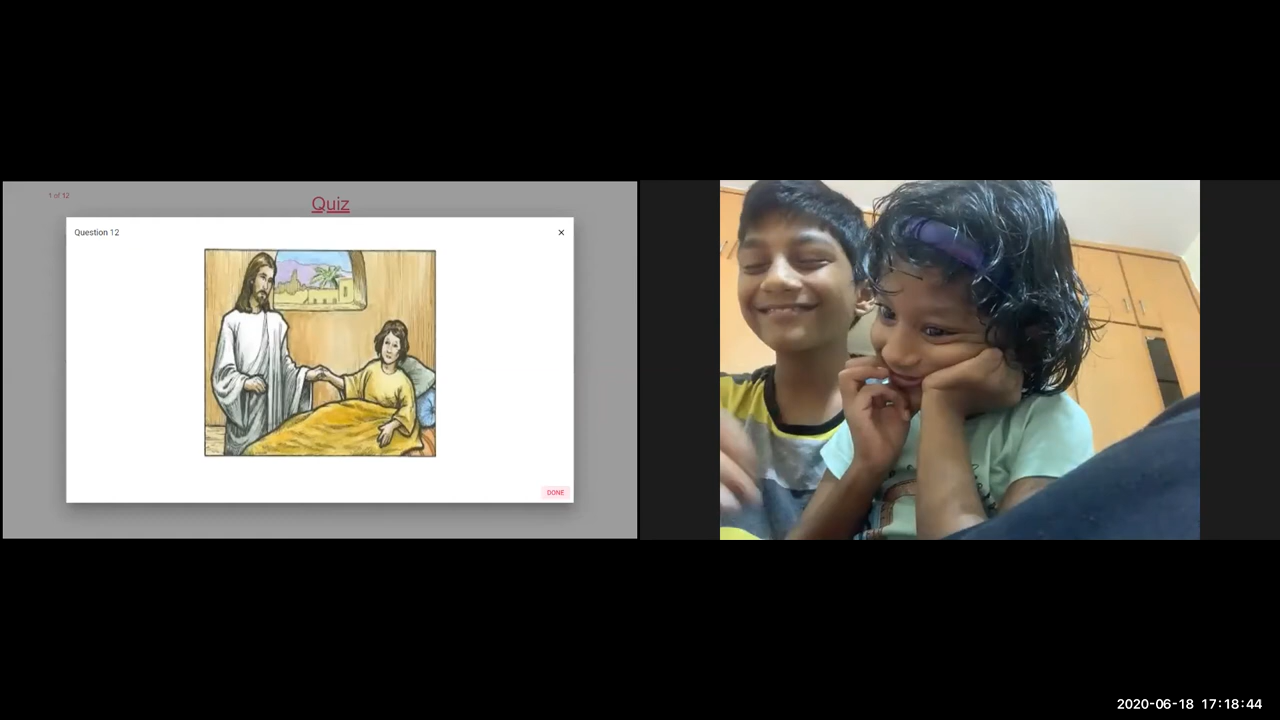 1 of 12
Quiz
Question 12
×
DONE
2020-06-18 17:18:44